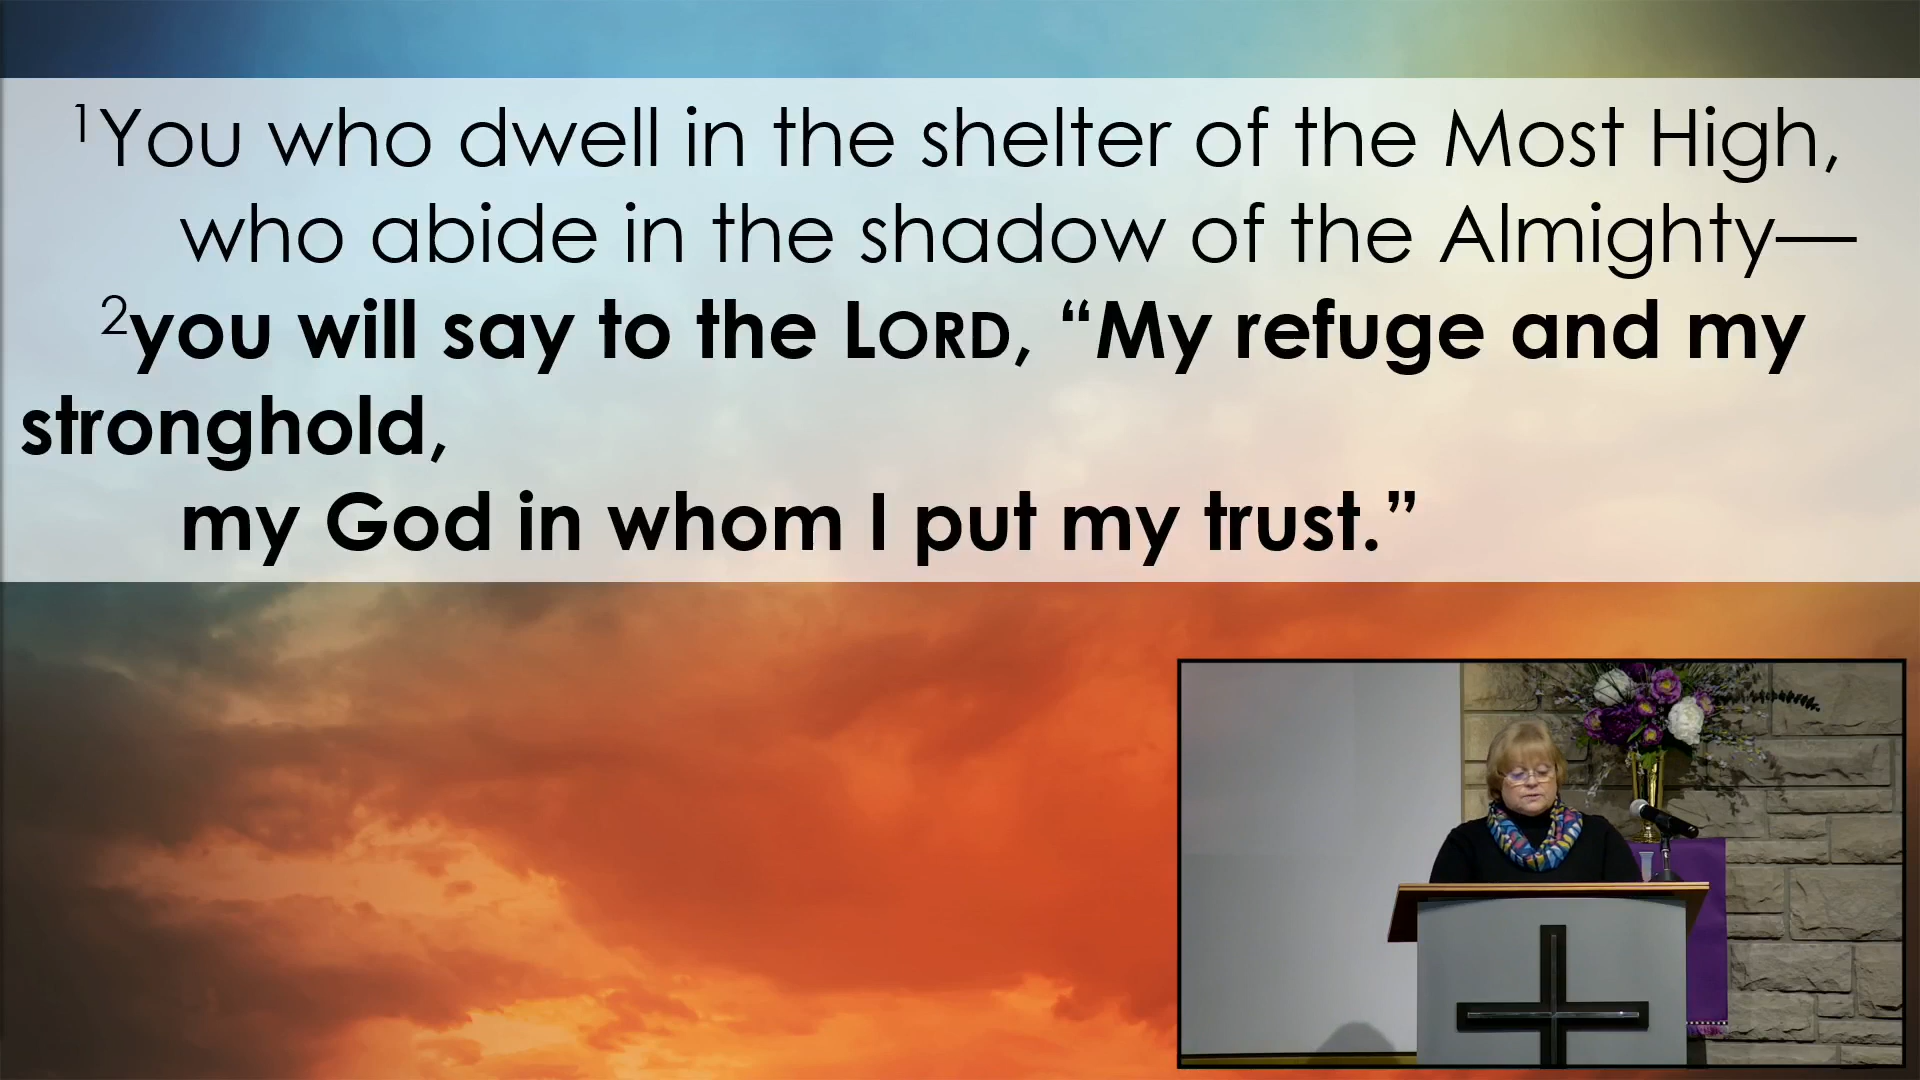 1You who dwell in the shelter of the Most High,
who abide in the shadow of the Almighty—
2you will say to the LORD, “My refuge and my
stronghold,
my God in whom I put my trust.”